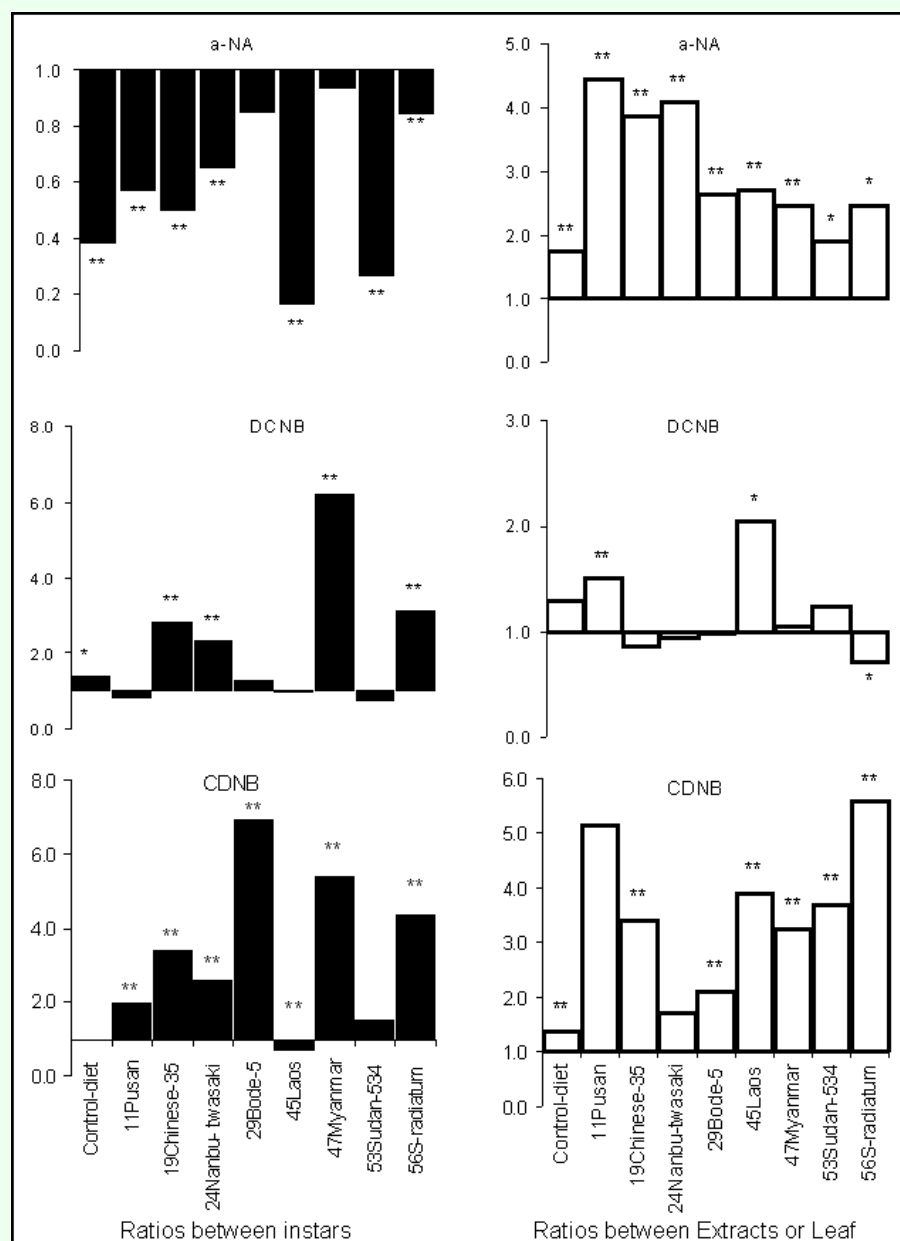 a-NA
1.0
0.8
0.6
0.4
0.2
0.0
** ** ** ** ** ** **
a-NA
5.0
4.0
3.0
2.0
1.0
0.0
** ** ** ** ** ** ** * *
DCNB
8.0
6.0
4.0
2.0
0.0
* ** ** ** **
DCNB
3.0
2.0
1.0
0.0
** * *
CDNB
8.0
6.0
4.0
2.0
0.0
** ** ** ** ** ** **
Control-diet
11Pusan
19Chinese-35
24Nanbu- twasaki
29Bode-5
45Laos
47Myanmar
53Sudan-534
56S-radiatum
Ratios between instars
CDNB
6.0
5.0
4.0
3.0
2.0
1.0
0.0
** ** ** ** ** ** **
Control-diet
11Pusan
19Chinese-35
24Nanbu-twasaki
29Bode-5
45Laos
47Myanmar
53Sudan-534
56S-radiatum
Ratios between Extracts or Leaf